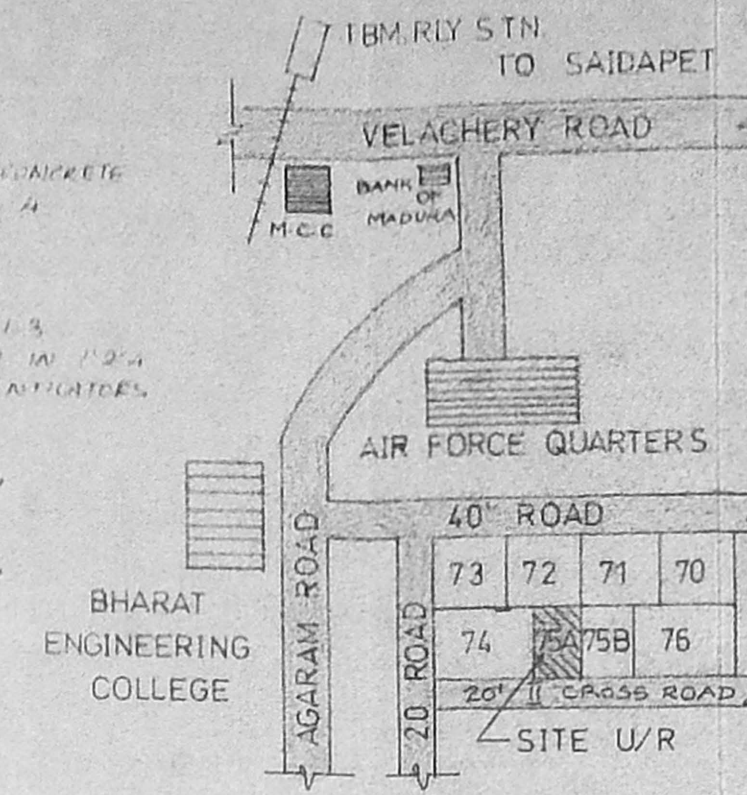 TBM. RLY STN.
TO SAIDAPET
VELACHERY ROAD
CONCRETE
BANK
OF
MADURA
M.C.C
AIR FORCE QUARTERS
40' ROAD
73
72
71
70
BHARAT
ENGINEERING
COLLEGE
AGARAM ROAD
20 ROAD
74
75A
75B
76
20' II CROSS ROAD
SITE U/R